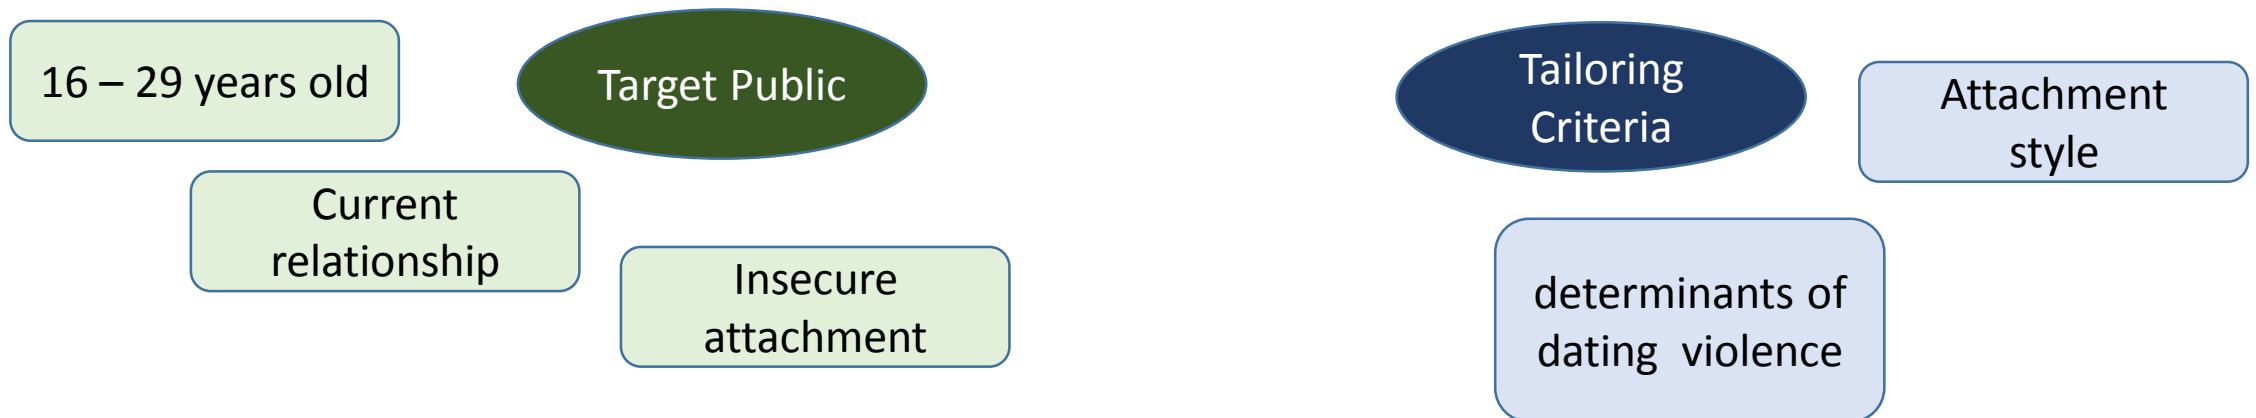 16 – 29 years old
Target Public
Current
relationship
Insecure
attachment
Tailoring
Criteria
Attachment
style
determinants of
dating violence